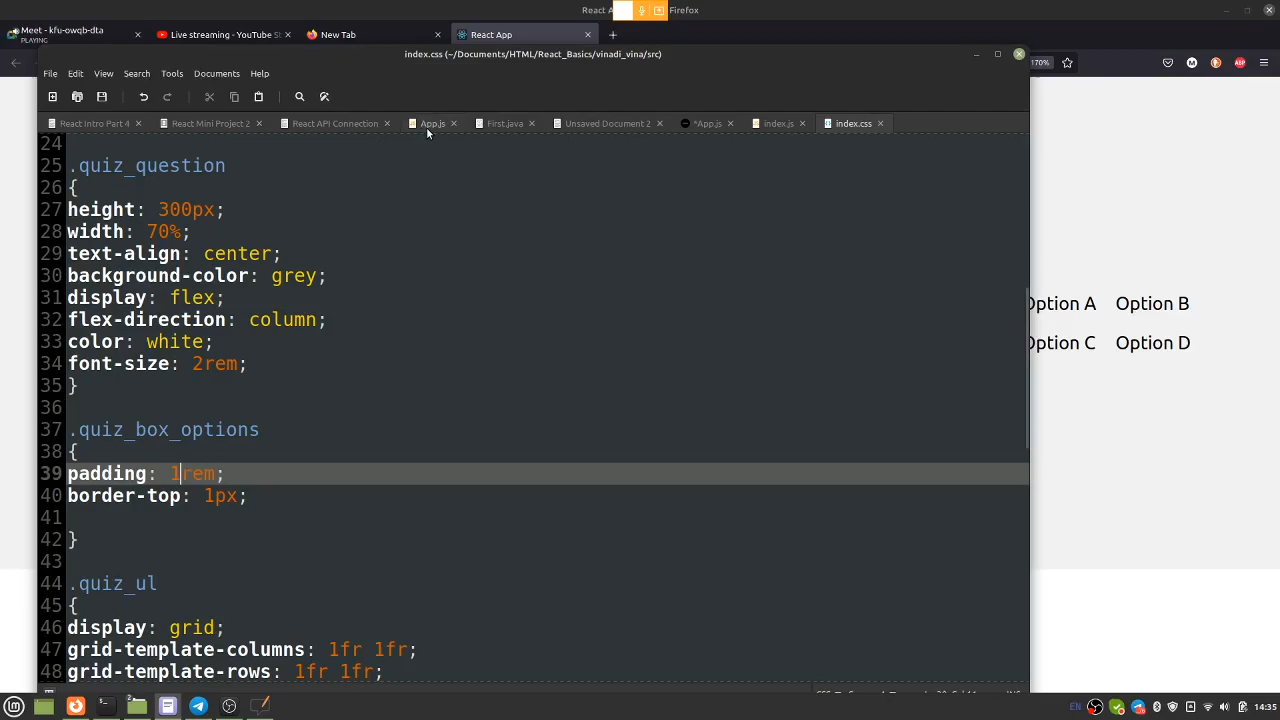 React A
Firefox
Meet - kfu-owqb-dta
PLAYING
Live streaming - YouTube St
New Tab
React App
index.css (~/Documents/HTML/React_Basics/vinadi_vina/src)
170%
ABP
File Edit View Search Tools Documents Help
React Intro Part 4
React Mini Project 2
React API Connection
App.js
First.java
Unsaved Document 2
*App.js
index.js
index.css
24
25 .quiz_question
26 {
27 height: 300px;
28 width: 70%;
29 text-align: center;
30 background-color: grey;
31 display: flex;
32 flex-direction: column;
33 color: white;
34 font-size: 2rem;
35 }
36
37 .quiz_box_options
38 {
39 padding: 1rem;
40 border-top: 1px;
41
42 }
43
44 .quiz_ul
45 {
46 display: grid;
47 grid-template-columns: 1fr 1fr;
48 grid-template-rows: 1fr 1fr;
Option A Option B
Option C Option D
EN
14:35